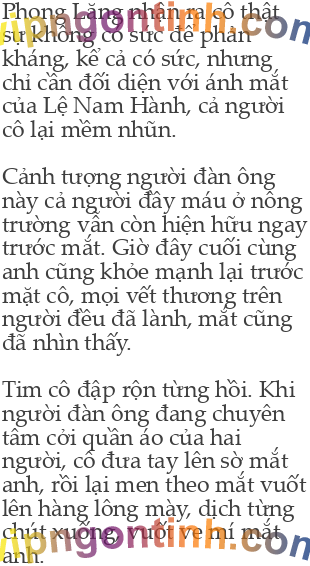 Phong Lăng nhận ra cô thật
sự không có sức để phản
kháng, kể cả có sức, nhưng
chỉ cần đối diện với ánh mắt
của Lệ Nam Hành, cả người
cô lại mềm nhũn.
Cảnh tượng người đàn ông
này cả người đầy máu ở nông
trường vẫn còn hiện hữu ngay
trước mắt. Giờ đây cuối cùng
anh cũng khỏe mạnh lại trước
mặt cô, mọi vết thương trên
người đều đã lành, mắt cũng
đã nhìn thấy.
Tim cô đập rộn từng hồi. Khi
người đàn ông đang chuyên
tâm cởi quần áo của hai
người, cô đưa tay lên sờ mắt
anh, rồi lại men theo mắt vuốt
lên hàng lông mày, dịch từng
chút xuống, vuốt ve mí mắt
anh.
vipngontinh.com
vipngontinh.com